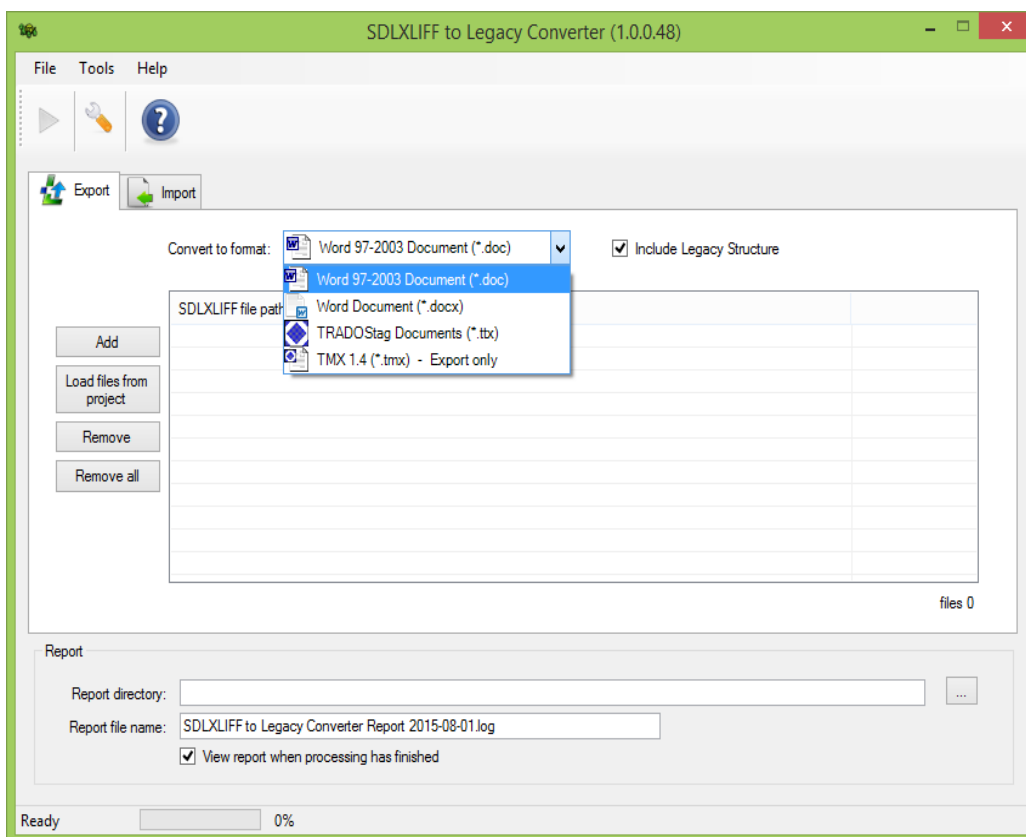 SDLXLIFF to Legacy Converter (1.0.0.48)
File Tools Help
Export Import
Convert to format: Word 97-2003 Document (*.doc) Include Legacy Structure
Word 97-2003 Document (*.doc)
SDLXLIFF file path
Word Document (*.docx)
TRADOStag Documents (*.ttx)
TMX 1.4 (*.tmx) - Export only
Add
Load files from
project
Remove
Remove all
files 0
Report
Report directory: ...
Report file name: SDLXLIFF to Legacy Converter Report 2015-08-01.log
View report when processing has finished
Ready 0%